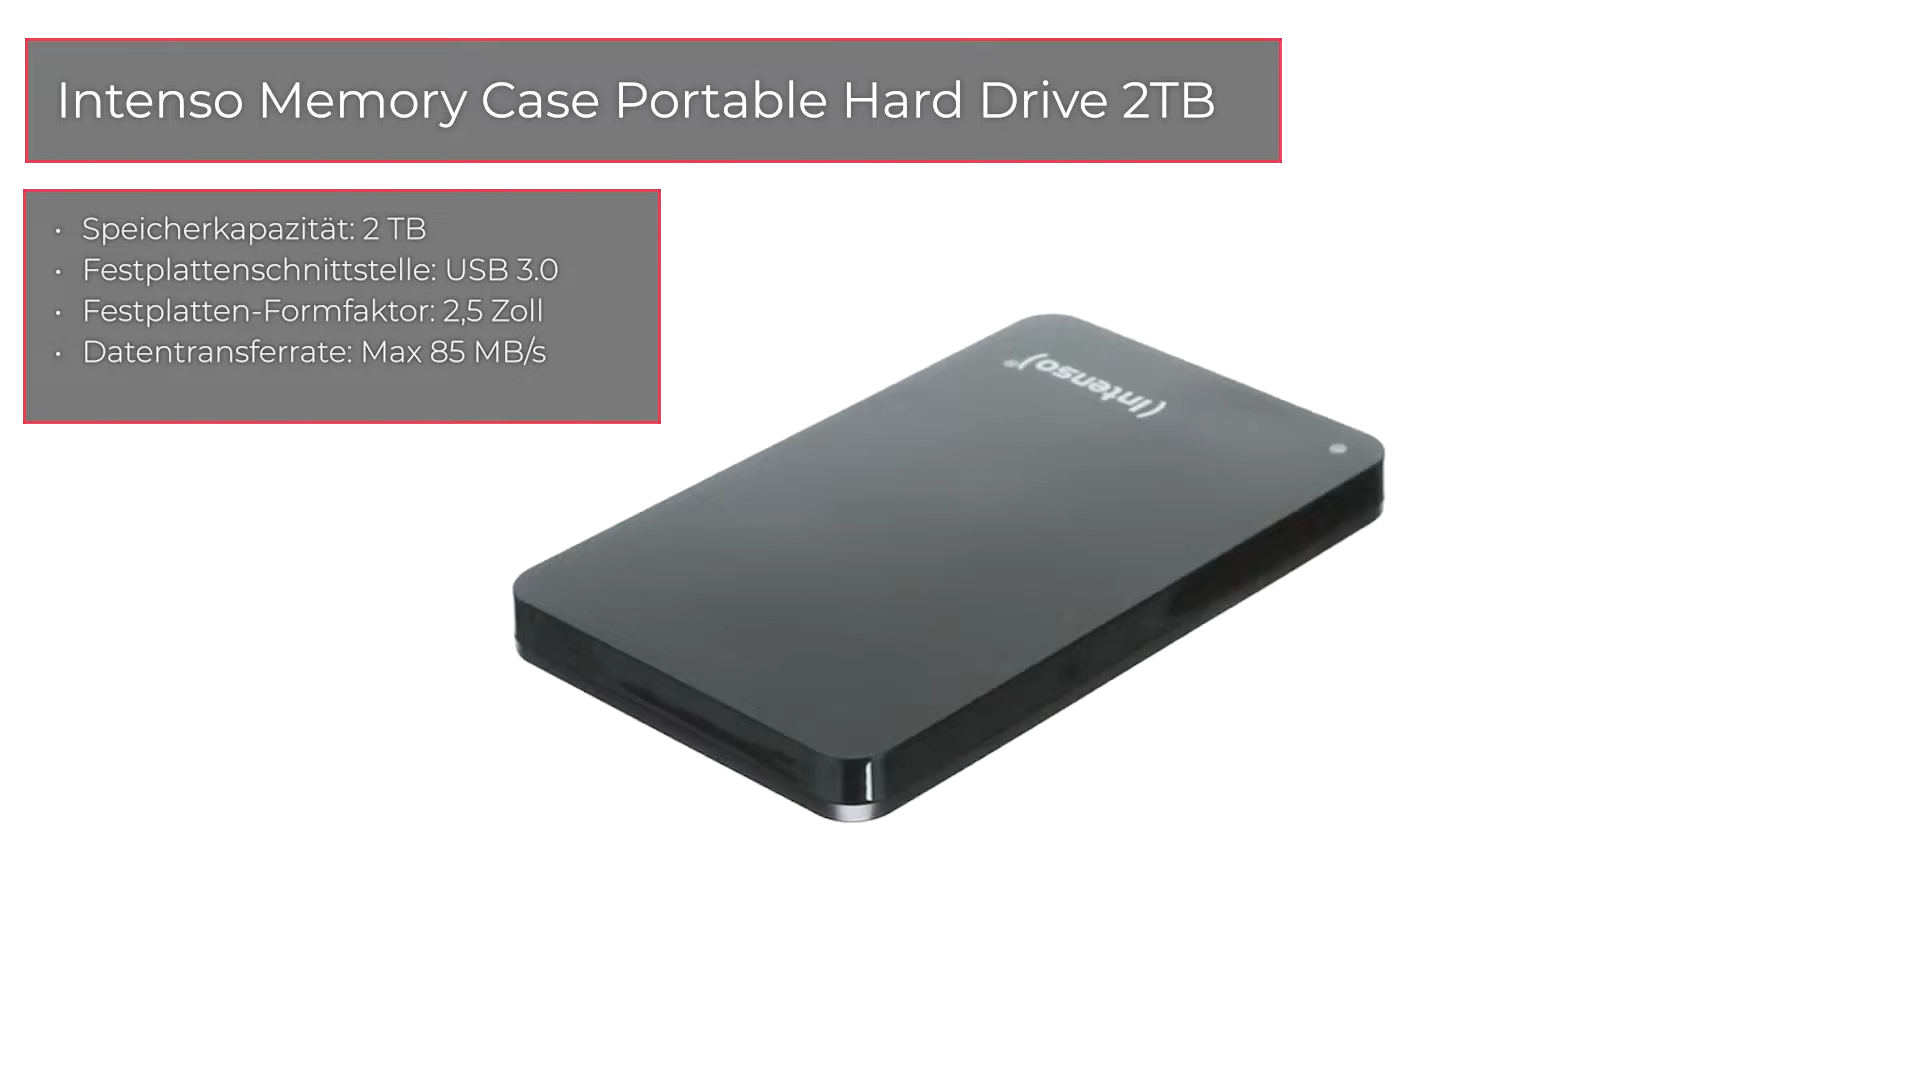 Intenso Memory Case Portable Hard Drive 2TB
• Speicherkapazität: 2 TB
• Festplattenschnittstelle: USB 3.0
• Festplatten-Formfaktor: 2,5 Zoll
• Datentransferrate: Max 85 MB/s
(Intenso)®